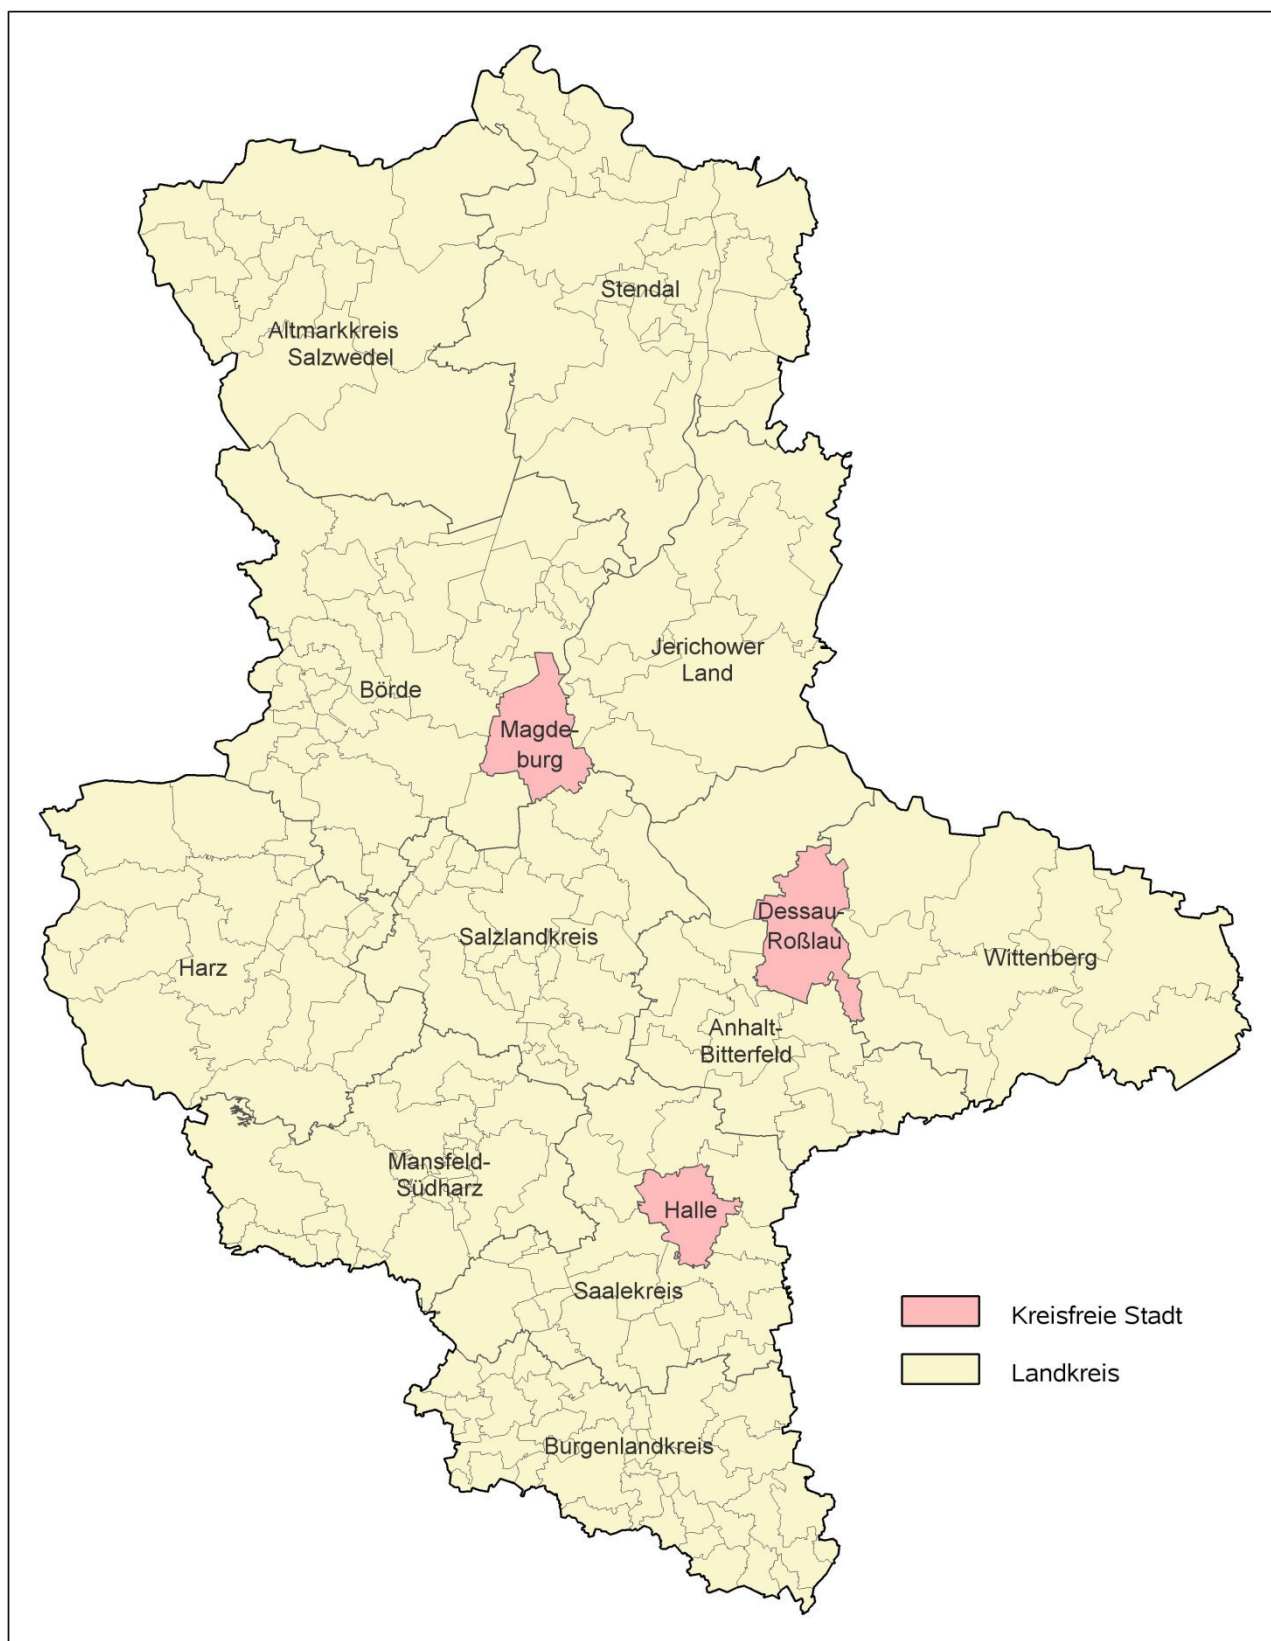 Stendal
Altmarkkreis
Salzwedel
Jerichower
Land
Börde
Magde-
burg
Dessau-
Roßlau
Salzlandkreis
Wittenberg
Harz
Anhalt-
Bitterfeld
Mansfeld-
Südharz
Halle
Saalekreis
Kreisfreie Stadt
Landkreis
Burgenlandkreis